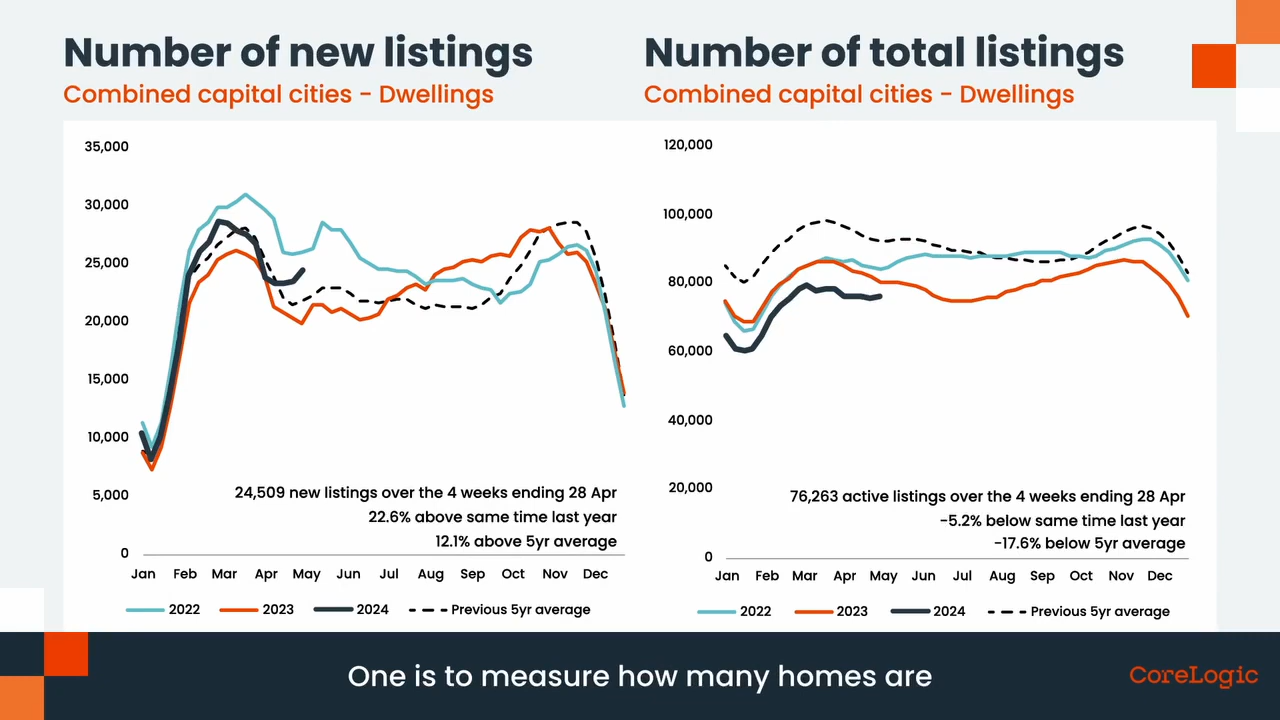 Number of new listings
Combined capital cities - Dwellings
35,000
30,000
25,000
20,000
15,000
10,000
5,000
0
24,509 new listings over the 4 weeks ending 28 Apr
22.6% above same time last year
12.1% above 5yr average
Jan Feb Mar Apr May Jun Jul Aug Sep Oct Nov Dec
2022 2023 2024 Previous 5yr average
Number of total listings
Combined capital cities - Dwellings
120,000
100,000
80,000
60,000
40,000
20,000
0
76,263 active listings over the 4 weeks ending 28 Apr
-5.2% below same time last year
-17.6% below 5yr average
Jan Feb Mar Apr May Jun Jul Aug Sep Oct Nov Dec
2022 2023 2024 Previous 5yr average
One is to measure how many homes are
CoreLogic